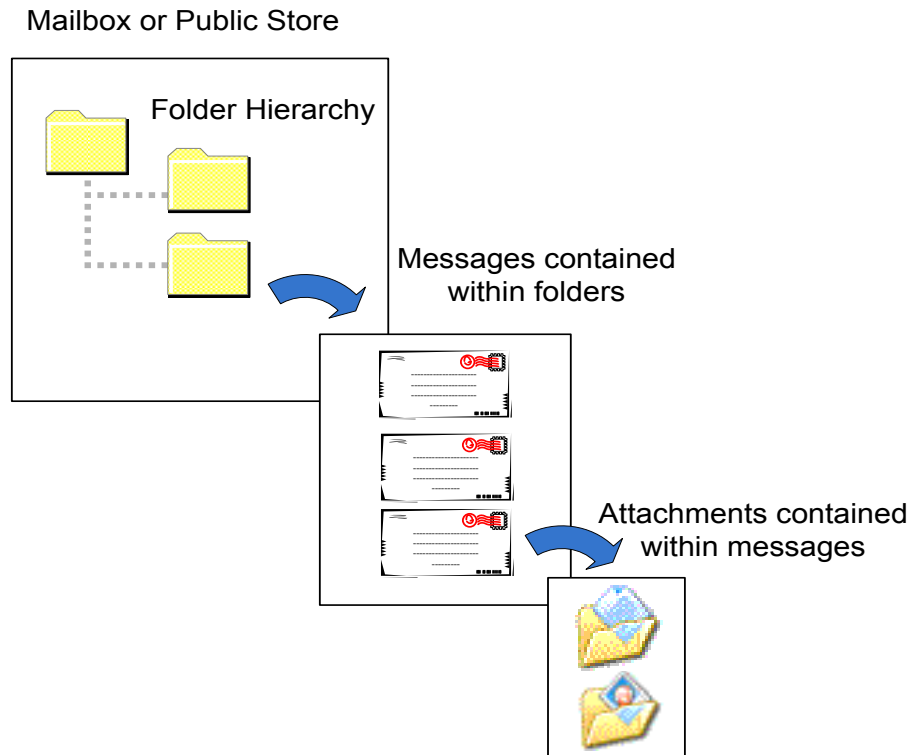 Mailbox or Public Store
Folder Hierarchy
Messages contained
within folders
Attachments contained
within messages